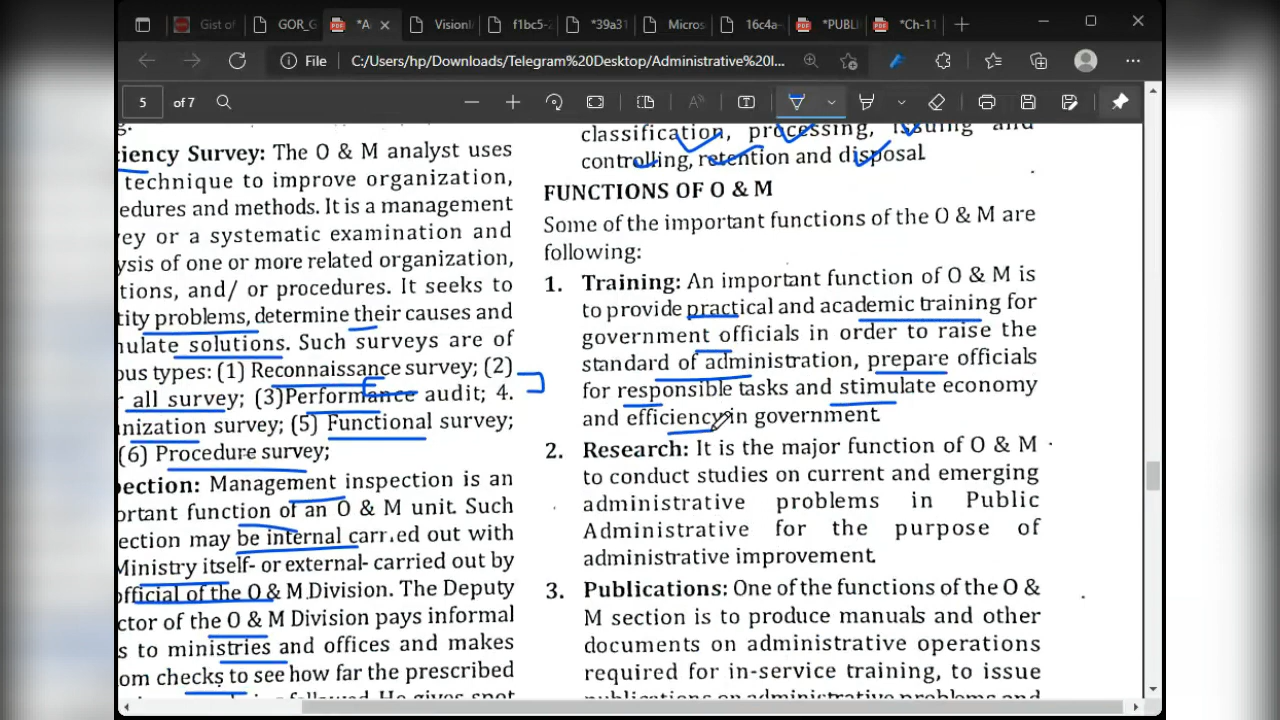 Gist of
GOR_G
*A
Vision
f1bc5-
*39a31
Micros
16c4a-
*PUBLI
*Ch-11
File
C:/Users/hp/Downloads/Telegram%20Desktop/Administrative%20I...
5
of 7
ciency Survey: The O & M analyst uses
technique to improve organization,
edures and methods. It is a management
vey or a systematic examination and
ysis of one or more related organization,
tions, and/ or procedures. It seeks to
tity problems, determine their causes and
mulate solutions. Such surveys are of
ous types: (1) Reconnaissance survey; (2)
all survey; (3)Performance audit; 4.
nization survey; (5) Functional survey;
(6) Procedure survey;
pection: Management inspection is an
ortant function of an O & M unit. Such
ection may be internal carried out with
Ministry itself- or external- carried out by
official of the O & M Division. The Deputy
ctor of the O & M Division pays informal
s to ministries and offices and makes
om checks to see how far the prescribed
classification, processing, issuing and
controlling, retention and disposal.
FUNCTIONS OF O & M
Some of the important functions of the O & M are
following:
1. Training: An important function of O & M is
to provide practical and academic training for
government officials in order to raise the
standard of administration, prepare officials
for responsible tasks and stimulate economy
and efficiency in government.
2. Research: It is the major function of O & M
to conduct studies on current and emerging
administrative problems in Public
Administrative for the purpose of
administrative improvement.
3. Publications: One of the functions of the O &
M section is to produce manuals and other
documents on administrative operations
required for in-service training, to issue
publications on administrative problems and